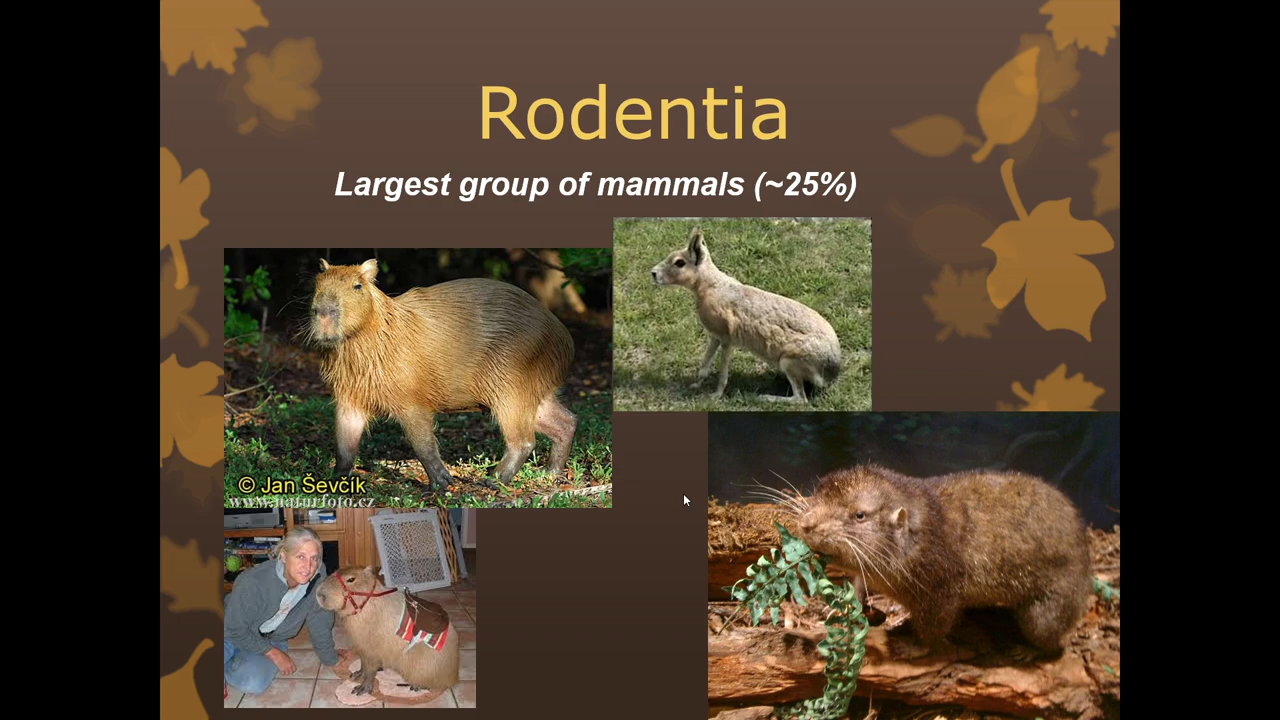 Rodentia
Largest group of mammals (~25%)
© Jan Ševčík
www.naturfoto.cz